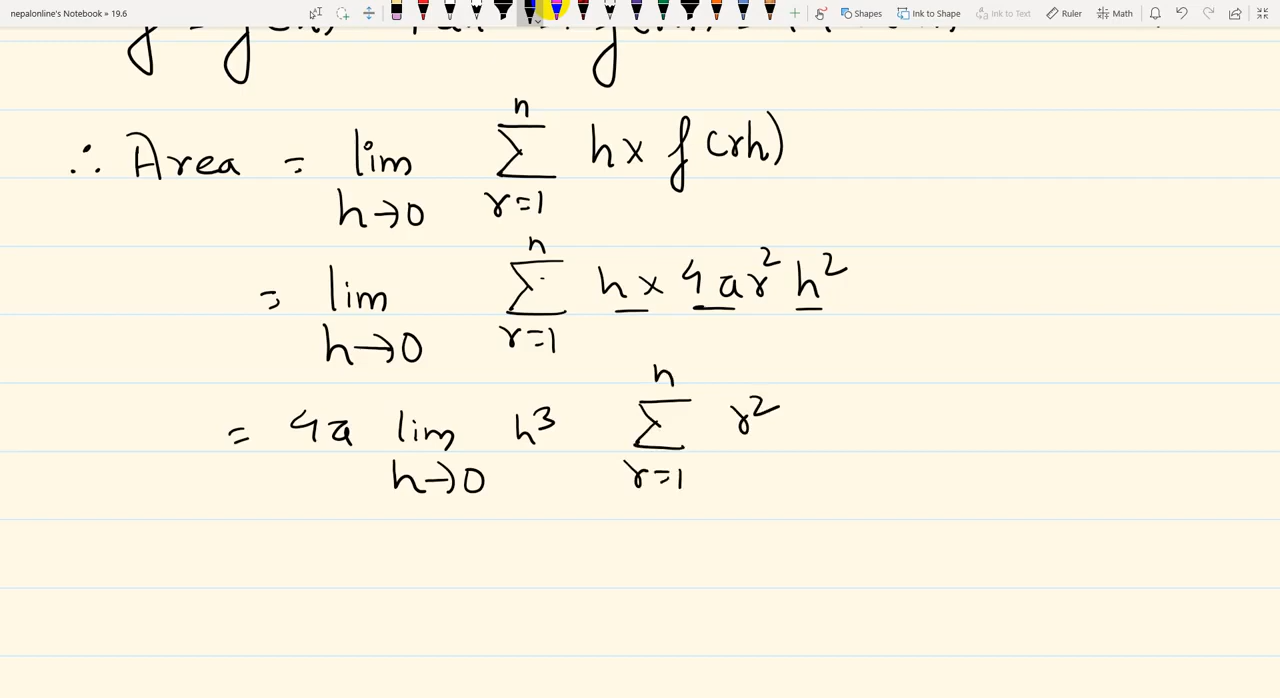 nepalonline's Notebook » 19.6
Shapes Ink to Shape Ink to Text Ruler Math
∴ Area = lim h→0 n Σ r=1 h × f(rh)
= lim h→0 n Σ r=1 h × 4ar² h²
= 4a lim h→0 h³ n Σ r=1 r²